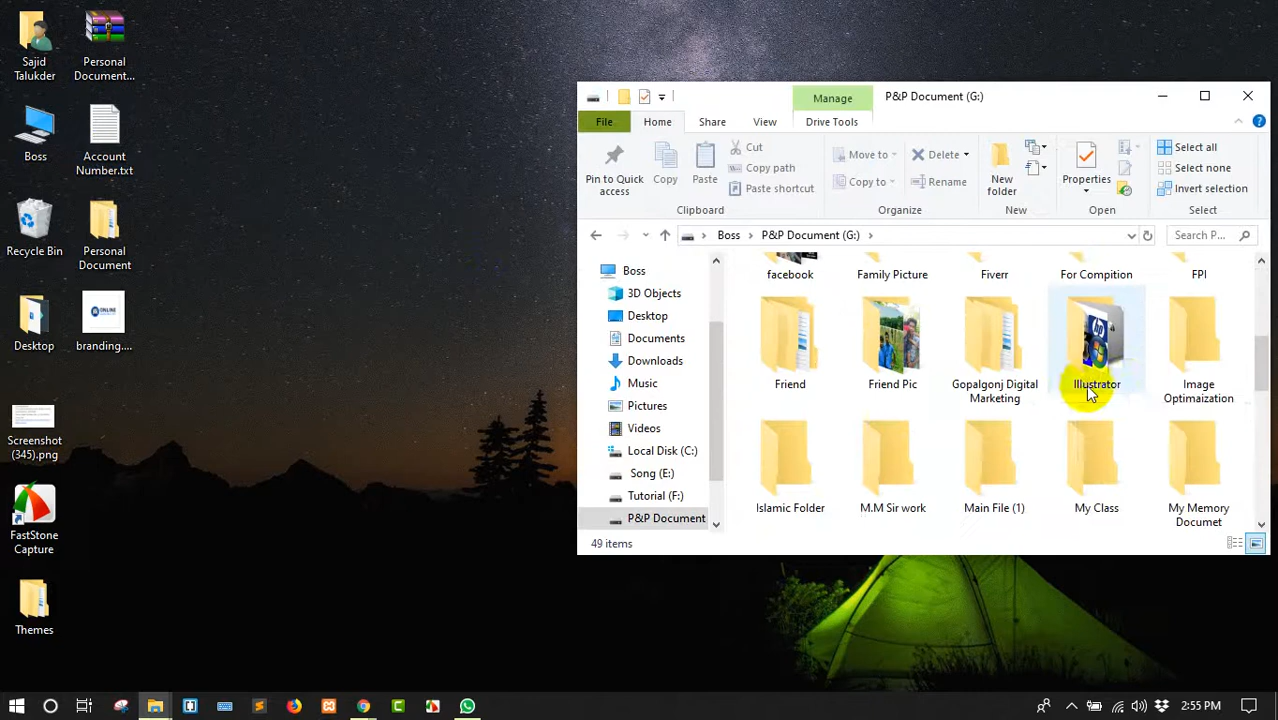 Sajid
Talukder
Personal
Document...
Boss
Account
Number.txt
Recycle Bin
Personal
Document
Desktop
ONLINE
branding....
Screenshot
(345).png
FastStone
Capture
Themes
Manage
P&P Document (G:)
File
Home
Share
View
Drive Tools
Pin to Quick
access
Copy
Paste
Cut
Copy path
Paste shortcut
Clipboard
Move to
Copy to
Delete
Rename
Organize
New
folder
New
Properties
Open
Select all
Select none
Invert selection
Select
Boss
P&P Document (G:)
Search P...
Boss
3D Objects
Desktop
Documents
Downloads
Music
Pictures
Videos
Local Disk (C:)
Song (E:)
Tutorial (F:)
P&P Document
facebook
Family Picture
Fiverr
For Compition
FPI
Friend
Friend Pic
Gopalgonj Digital
Marketing
Illustrator
Image
Optimaization
Islamic Folder
M.M Sir work
Main File (1)
My Class
My Memory
Documet
49 items
2:55 PM